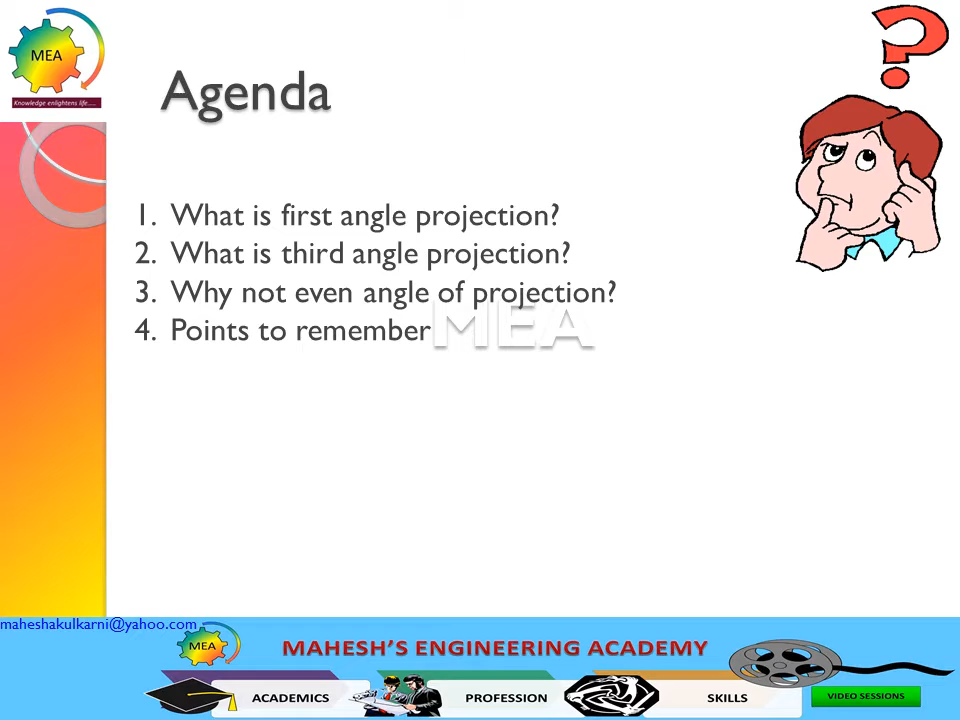 MEA
Knowledge enlightens life.....
Agenda
1. What is first angle projection?
2. What is third angle projection?
3. Why not even angle of projection?
4. Points to remember
MEA
maheshakulkarni@yahoo.com
MEA
MAHESH'S ENGINEERING ACADEMY
ACADEMICS
PROFESSION
SKILLS
VIDEO SESSIONS